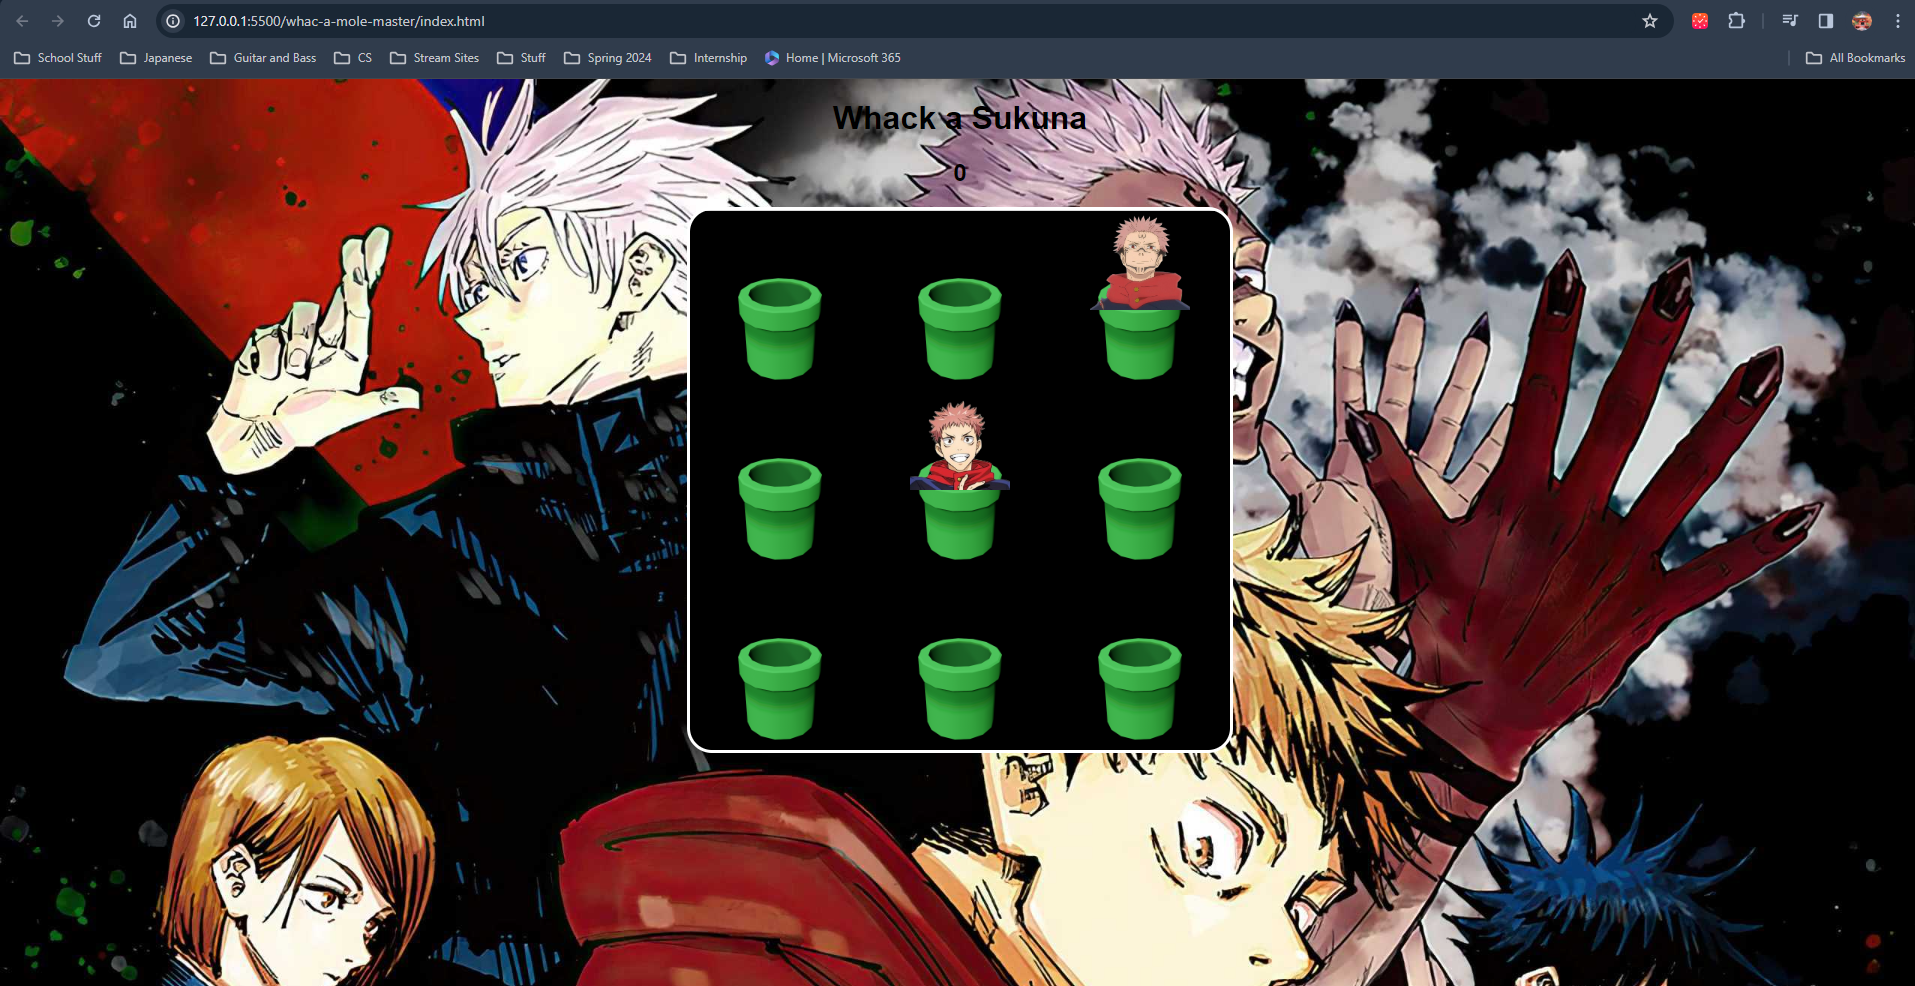 127.0.0.1:5500/whac-a-mole-master/index.html
School Stuff Japanese Guitar and Bass CS Stream Sites Stuff Spring 2024 Internship Home | Microsoft 365 All Bookmarks
Whack a Sukuna
0